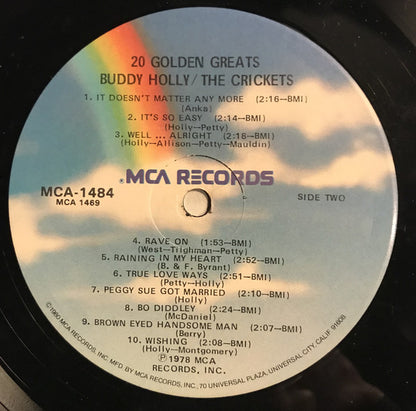 20 GOLDEN GREATS
BUDDY HOLLY/THE CRICKETS
1. IT DOESN'T MATTER ANY MORE (2:16—BMI)
(Anka)
2. IT'S SO EASY (2:14—BMI)
(Holly—Petty)
3. WELL ... ALRIGHT (2:18—BMI)
(Holly—Allison—Petty—Mauldin)
MCA RECORDS
MCA-1484
MCA 1469
SIDE TWO
4. RAVE ON (1:53—BMI)
(West—Trighman—Petty)
5. RAINING IN MY HEART (2:52—BMI)
(B. & F. Byrant)
6. TRUE LOVE WAYS (2:51—BMI)
(Petty—Holly)
7. PEGGY SUE GOT MARRIED (2:10—BMI)
(Holly)
8. BO DIDDLEY (2:24—BMI)
(McDaniel)
9. BROWN EYED HANDSOME MAN (2:07—BMI)
(Berry)
10. WISHING (2:08—BMI)
(Holly—Montgomery)
Ⓟ1978 MCA
RECORDS, INC.
©1980 MCA RECORDS, INC. MFG BY MCA RECORDS, INC., 70 UNIVERSAL PLAZA, UNIVERSAL CITY, CALIF. 91608